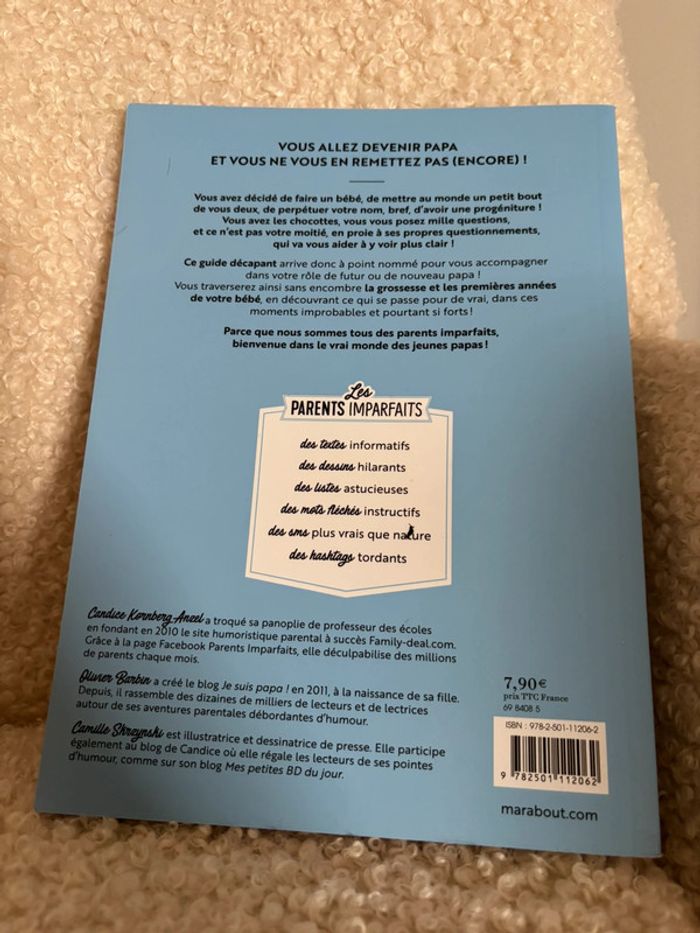 VOUS ALLEZ DEVENIR PAPA
ET VOUS NE VOUS EN REMETTEZ PAS (ENCORE) !
Vous avez décidé de faire un bébé, de mettre au monde un petit bout
de vous deux, de perpétuer votre nom, bref, d'avoir une progéniture !
Vous avez les chocottes, vous vous posez mille questions,
et ce n'est pas votre moitié, en proie à ses propres questionnements,
qui va vous aider à y voir plus clair !
Ce guide décapant arrive donc à point nommé pour vous accompagner
dans votre rôle de futur ou de nouveau papa !
Vous traverserez ainsi sans encombre la grossesse et les premières années
de votre bébé, en découvrant ce qui se passe pour de vrai, dans ces
moments improbables et pourtant si forts !
Parce que nous sommes tous des parents imparfaits,
bienvenue dans le vrai monde des jeunes papas !
Les
PARENTS IMPARFAITS
des textes informatifs
des dessins hilarants
des listes astucieuses
des mots fléchés instructifs
des sms plus vrais que nature
des hashtags tordants
Candice Kornberg-Anzel a troqué sa panoplie de professeur des écoles
en fondant en 2010 le site humoristique parental à succès Family-deal.com.
Grâce à la page Facebook Parents Imparfaits, elle déculpabilise des millions
de parents chaque mois.
Olivier Barbin a créé le blog Je suis papa ! en 2011, à la naissance de sa fille.
Depuis, il rassemble des dizaines de milliers de lecteurs et de lectrices
autour de ses aventures parentales débordantes d'humour.
Camille Skrzynski est illustratrice et dessinatrice de presse. Elle participe
également au blog de Candice où elle régale les lecteurs de ses pointes
d'humour, comme sur son blog Mes petites BD du jour.
7,90€
prix TTC France
69 8408 5
ISBN : 978-2-501-11206-2
9 782501 112062
marabout.com